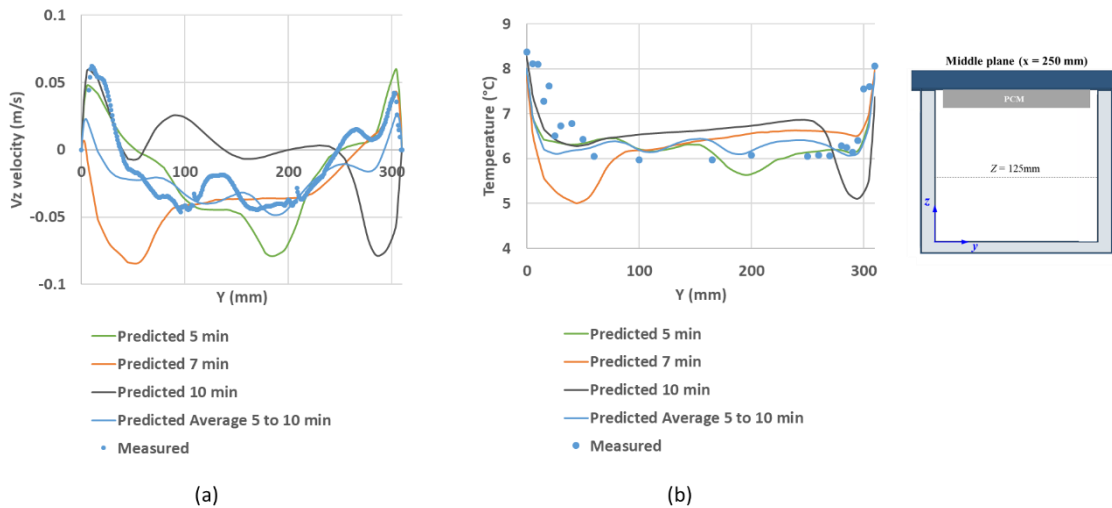 0.1
0.05
0
-0.05
-0.1
Vz velocity (m/s)
0
100
200
300
Y (mm)
Predicted 5 min
Predicted 7 min
Predicted 10 min
Predicted Average 5 to 10 min
Measured
(a)
9
8
7
6
5
4
Temperature (°C)
0
100
200
300
Y (mm)
Predicted 5 min
Predicted 7 min
Predicted 10 min
Predicted Average 5 to 10 min
Measured
(b)
Middle plane (x = 250 mm)
PCM
Z = 125mm
z
y